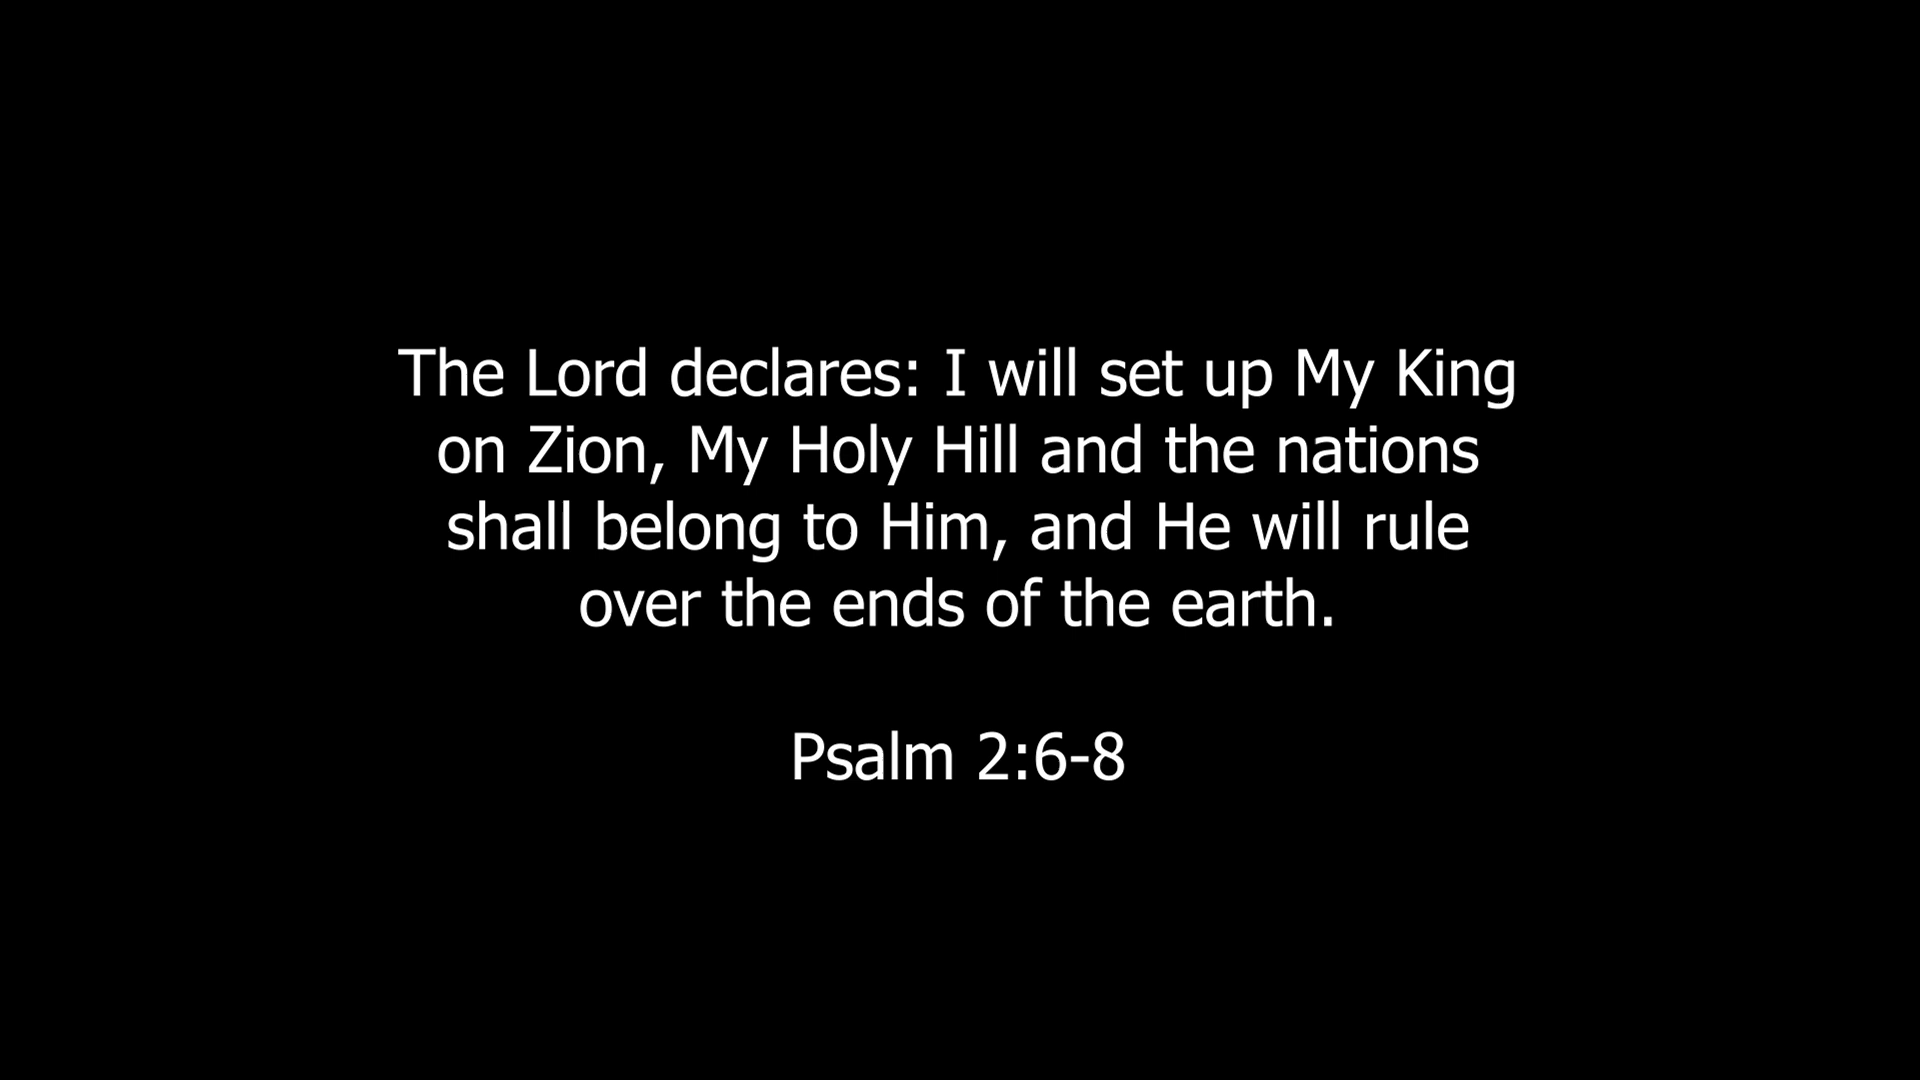 The Lord declares: I will set up My King
on Zion, My Holy Hill and the nations
shall belong to Him, and He will rule
over the ends of the earth.
Psalm 2:6-8